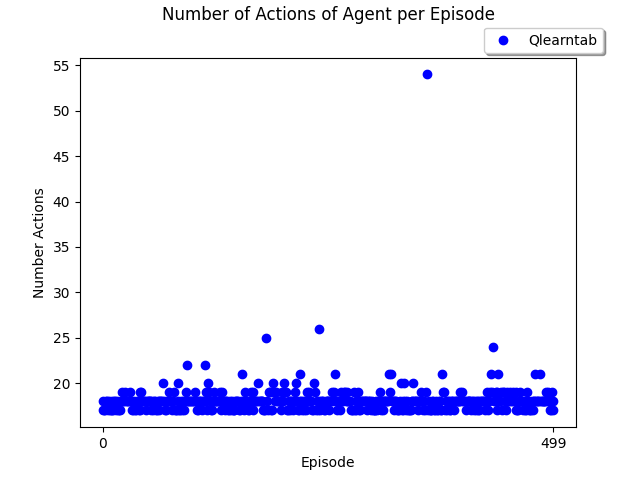 Number of Actions of Agent per Episode
Qlearntab
55
50
45
40
35
30
25
20
Number Actions
0 499
Episode